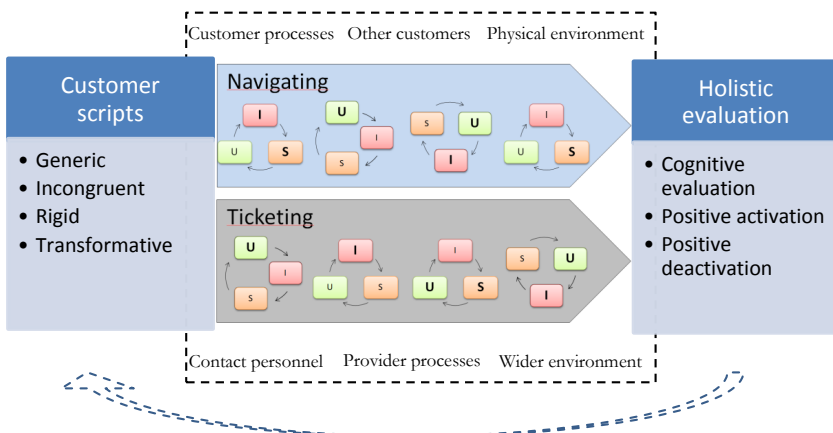 Customer processes Other customers Physical environment
Customer
scripts
• Generic
• Incongruent
• Rigid
• Transformative
Navigating
I
U S
U
I
S
S U
I
I
U S
Ticketing
U
I
S
I
U S
I
U S
S U
I
Holistic
evaluation
• Cognitive
evaluation
• Positive activation
• Positive
deactivation
Contact personnel Provider processes Wider environment